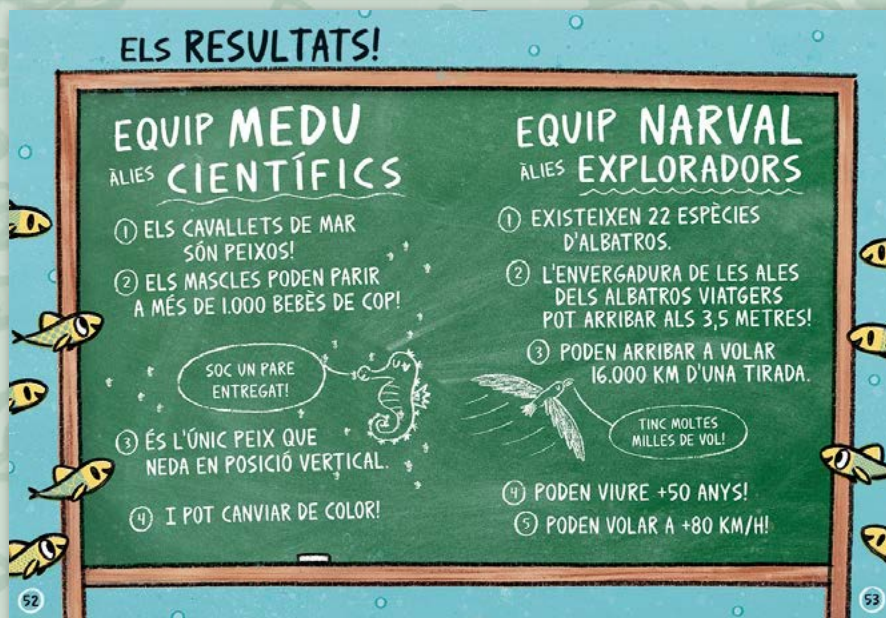 ELS RESULTATS!
EQUIP MEDU
ÀLIES CIENTÍFICS
① ELS CAVALLETS DE MAR
SÓN PEIXOS!
② ELS MASCLES PODEN PARIR
A MÉS DE 1.000 BEBÈS DE COP!
SOC UN PARE
ENTREGAT!
③ ÉS L'ÚNIC PEIX QUE
NEDA EN POSICIÓ VERTICAL.
④ I POT CANVIAR DE COLOR!
EQUIP NARVAL
ÀLIES EXPLORADORS
① EXISTEIXEN 22 ESPÈCIES
D'ALBATROS.
② L'ENVERGADURA DE LES ALES
DELS ALBATROS VIATGERS
POT ARRIBAR ALS 3,5 METRES!
③ PODEN ARRIBAR A VOLAR
16.000 KM D'UNA TIRADA.
TINC MOLTES
MILLES DE VOL!
④ PODEN VIURE +50 ANYS!
⑤ PODEN VOLAR A +80 KM/H!
52
53